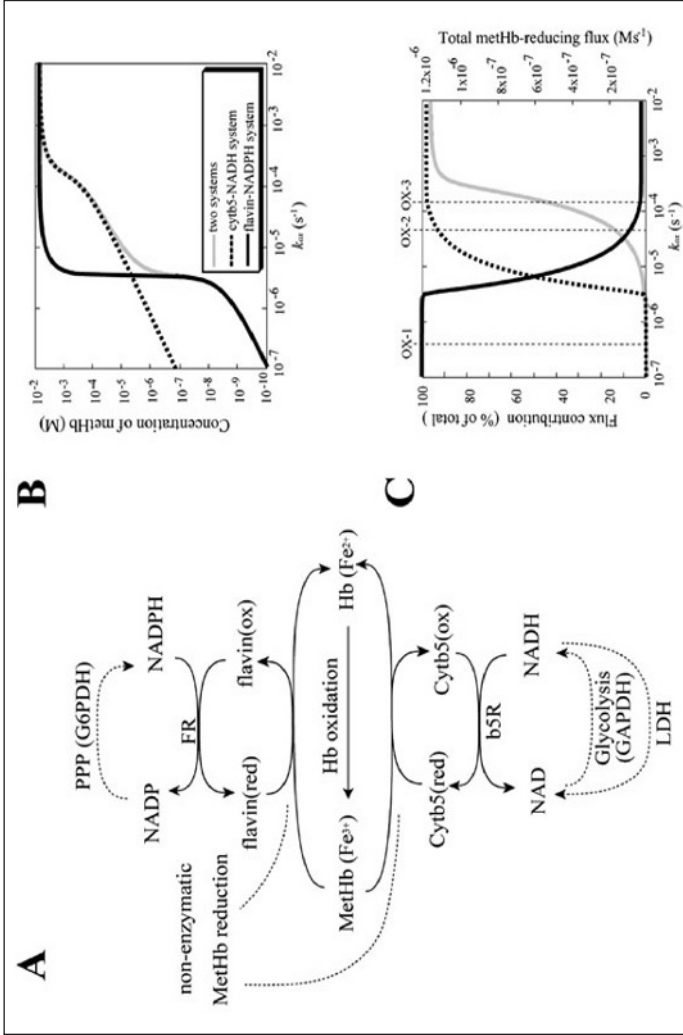 A
PPP (G6PDH)
NADP
NADPH
FR
flavin(red)
flavin(ox)
non-enzymatic
MetHb reduction
Hb oxidation
MetHb (Fe³⁺)
Hb (Fe²⁺)
Cytb5(red)
Cytb5(ox)
b5R
NAD
NADH
Glycolysis
(GAPDH)
LDH
B
Concentration of metHb (M)
10⁻²
10⁻³
10⁻⁴
10⁻⁵
10⁻⁶
10⁻⁷
10⁻⁸
10⁻⁹
10⁻¹⁰
two systems
cytb5-NADH system
flavin-NADPH system
10⁻⁷ 10⁻⁶ 10⁻⁵ 10⁻⁴ 10⁻³ 10⁻²
kox (s⁻¹)
C
Flux contribution (% of total )
100
80
60
40
20
0
OX-1 OX-2 OX-3
Total metHb-reducing flux (Ms⁻¹)
1.2x10⁻⁶
1x10⁻⁶
8x10⁻⁷
6x10⁻⁷
4x10⁻⁷
2x10⁻⁷
10⁻⁷ 10⁻⁶ 10⁻⁵ 10⁻⁴ 10⁻³ 10⁻²
kox (s⁻¹)